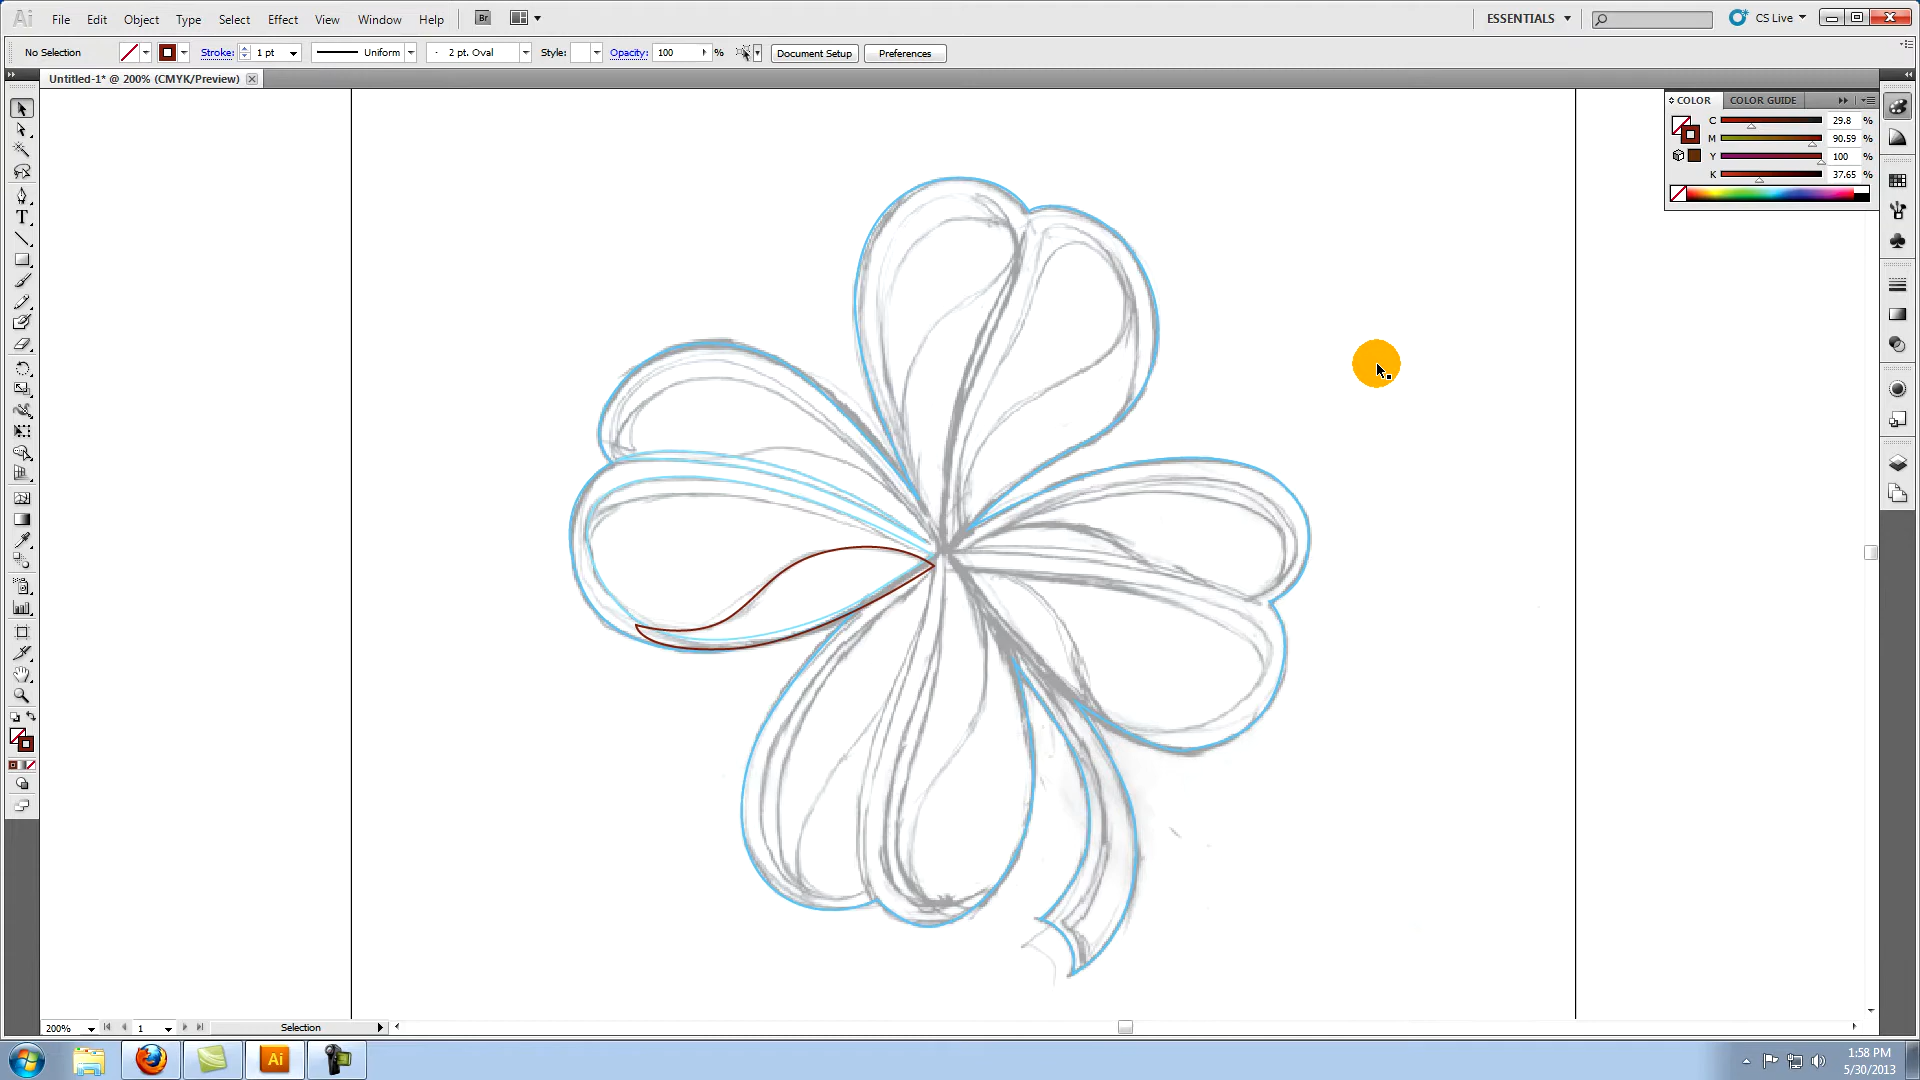 Ai File Edit Object Type Select Effect View Window Help Br ESSENTIALS CS Live
No Selection Stroke: 1 pt Uniform 2 pt. Oval Style: Opacity: 100 % Document Setup Preferences
Untitled-1* @ 200% (CMYK/Preview)
COLOR COLOR GUIDE
C 29.8 %
M 90.59 %
Y 100 %
K 37.65 %
T
200% 1 Selection
Ai
1:58 PM
5/30/2013